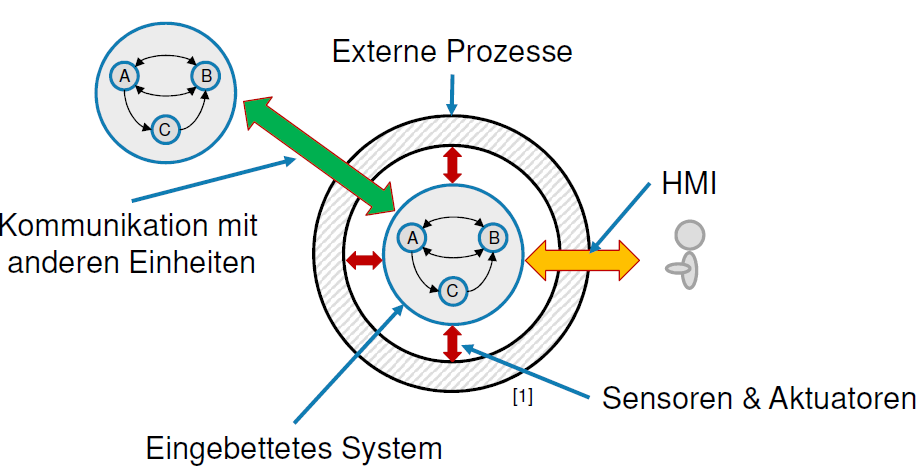 Externe Prozesse
A
B
C
HMI
Kommunikation mit
anderen Einheiten
A
B
C
[1]
Sensoren & Aktuatoren
Eingebettetes System